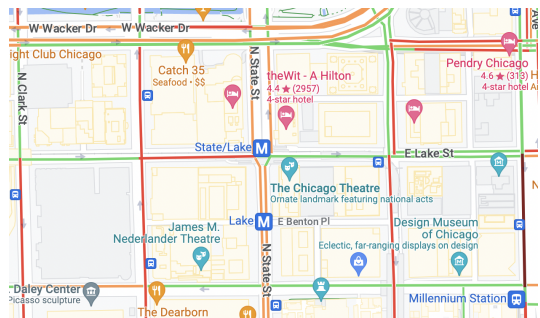 W Wacker Dr
W Wacker Dr
ight Club Chicago
Catch 35
Seafood • $$
N State St
theWit - A Hilton
4.4 ★ (2957)
4-star hotel
Pendry Chicago
4.6 ★ (313)
4-star hotel
Ave
N Clark St
State/Lake
M
E Lake St
The Chicago Theatre
Ornate landmark featuring national acts
James M.
Nederlander Theatre
Lake
M
E Benton Pl
Design Museum
of Chicago
Eclectic, far-ranging displays on design
N State St
Daley Center
Picasso sculpture
The Dearborn
Millennium Station